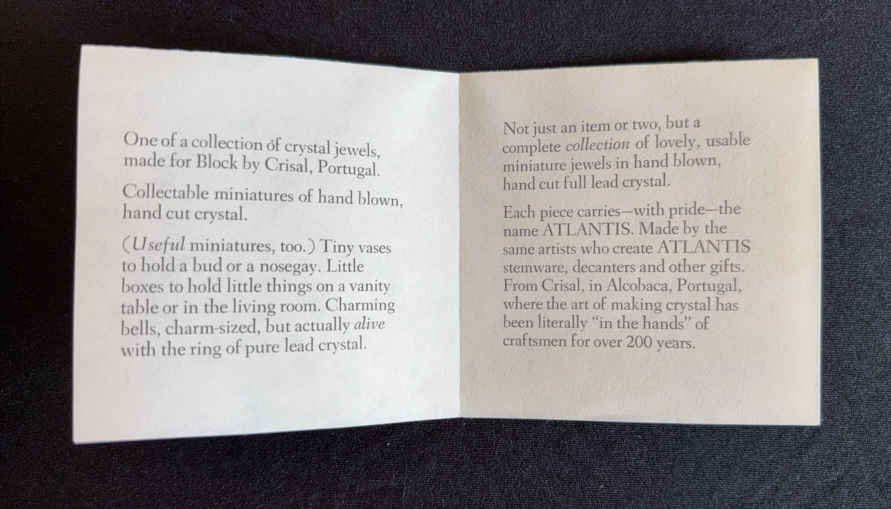 One of a collection of crystal jewels,
made for Block by Crisal, Portugal.
Collectable miniatures of hand blown,
hand cut crystal.
(Useful miniatures, too.) Tiny vases
to hold a bud or a nosegay. Little
boxes to hold little things on a vanity
table or in the living room. Charming
bells, charm-sized, but actually alive
with the ring of pure lead crystal.
Not just an item or two, but a
complete collection of lovely, usable
miniature jewels in hand blown,
hand cut full lead crystal.
Each piece carries—with pride—the
name ATLANTIS. Made by the
same artists who create ATLANTIS
stemware, decanters and other gifts.
From Crisal, in Alcobaca, Portugal,
where the art of making crystal has
been literally “in the hands” of
craftsmen for over 200 years.